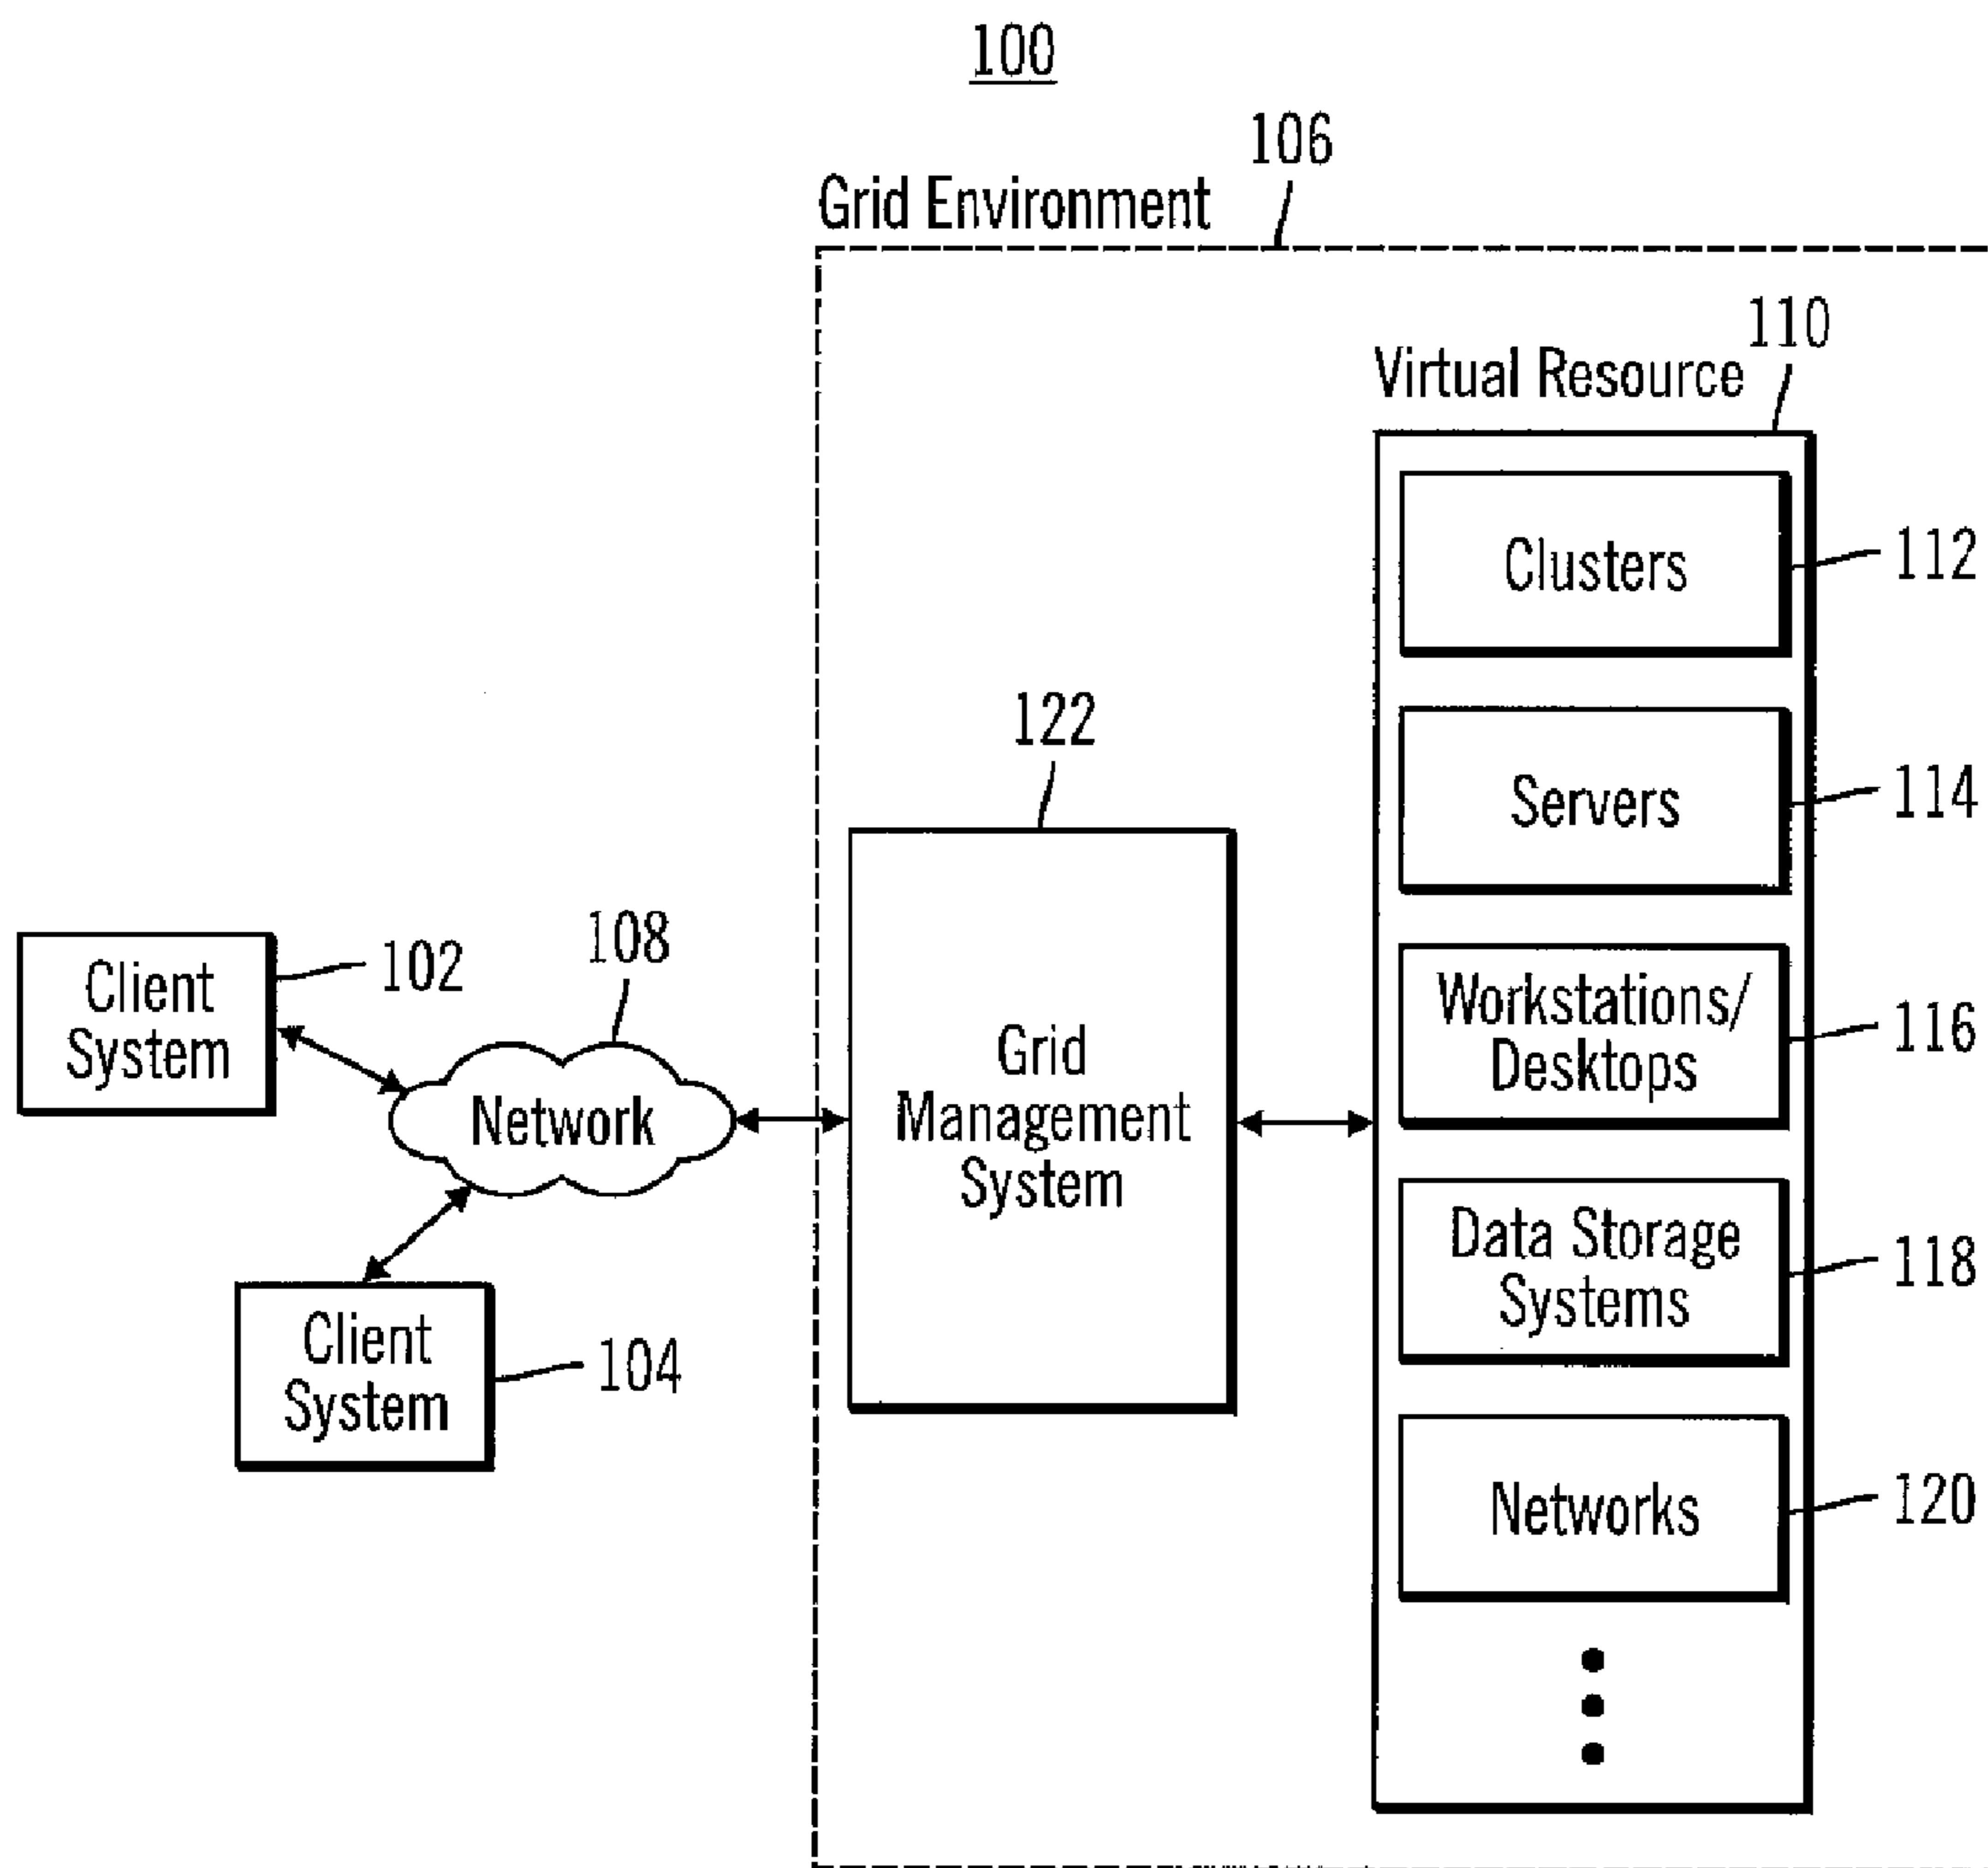 100
106
Grid Environment
110
Virtual Resource
Clusters
112
122
Servers
114
Client
System
102
108
Workstations/
Desktops
116
Network
Grid
Management
System
Data Storage
Systems
118
Client
System
104
Networks
120